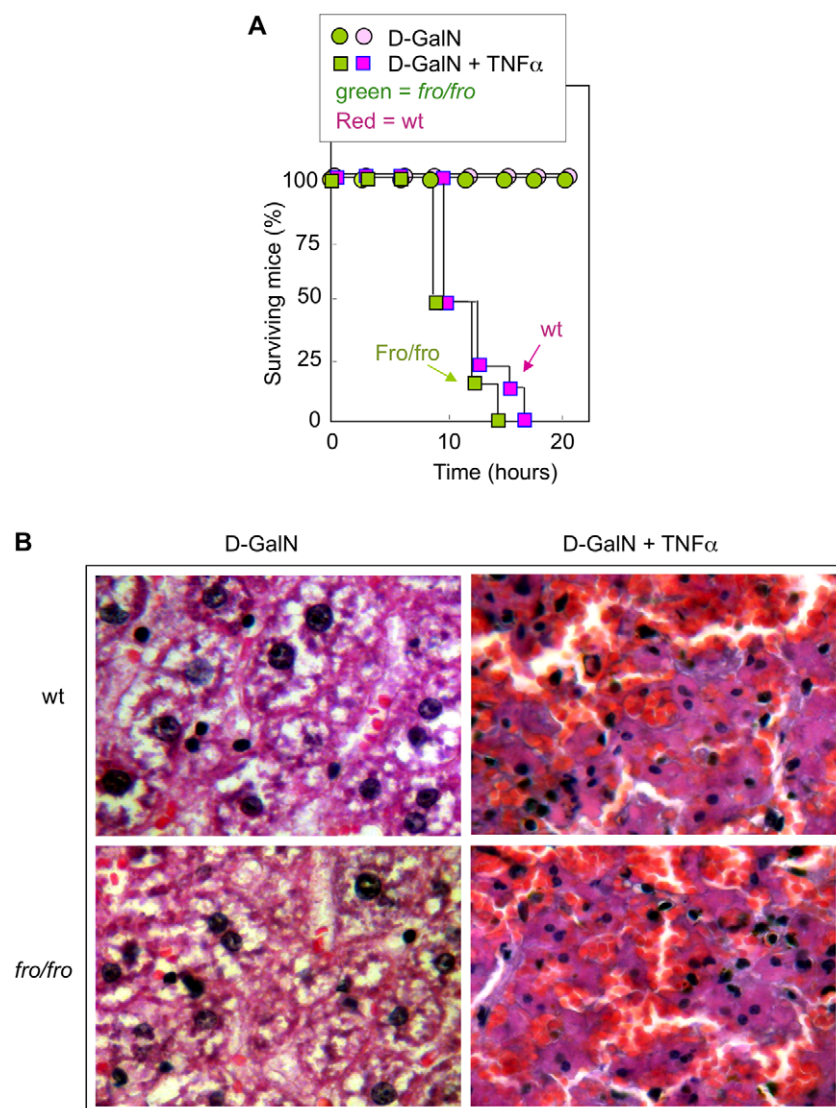 A
D-GalN
D-GalN + TNFα
green = fro/fro
Red = wt
100
75
50
25
0
Surviving mice (%)
Fro/fro
wt
0 10 20
Time (hours)
B
D-GalN D-GalN + TNFα
wt
fro/fro